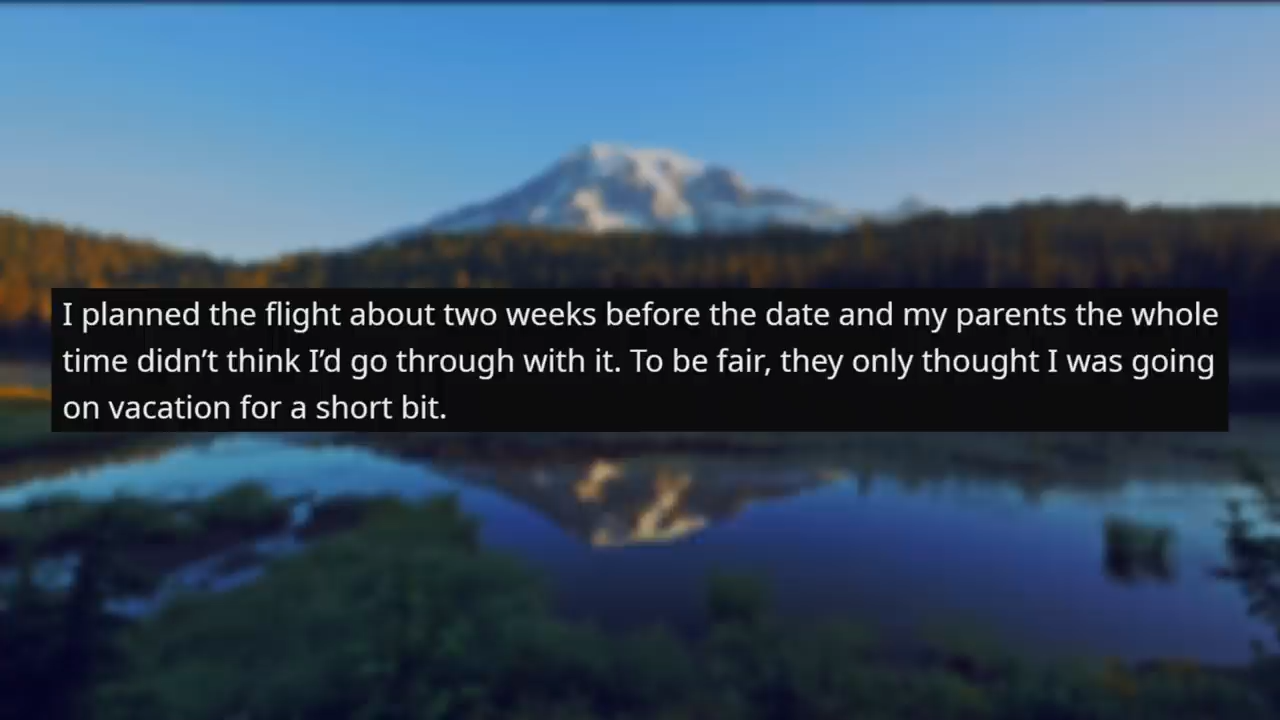 I planned the flight about two weeks before the date and my parents the whole
time didn’t think I’d go through with it. To be fair, they only thought I was going
on vacation for a short bit.